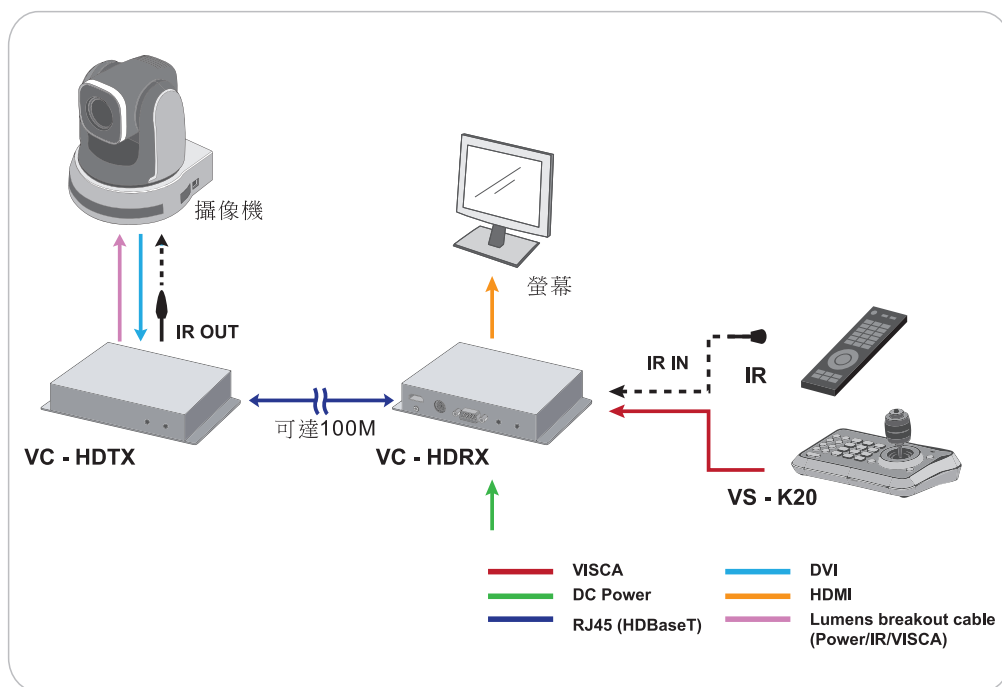 攝像機
IR OUT
螢幕
IR IN
IR
可達100M
VC - HDTX
VC - HDRX
VS - K20
VISCA
DC Power
RJ45 (HDBaseT)
DVI
HDMI
Lumens breakout cable
(Power/IR/VISCA)